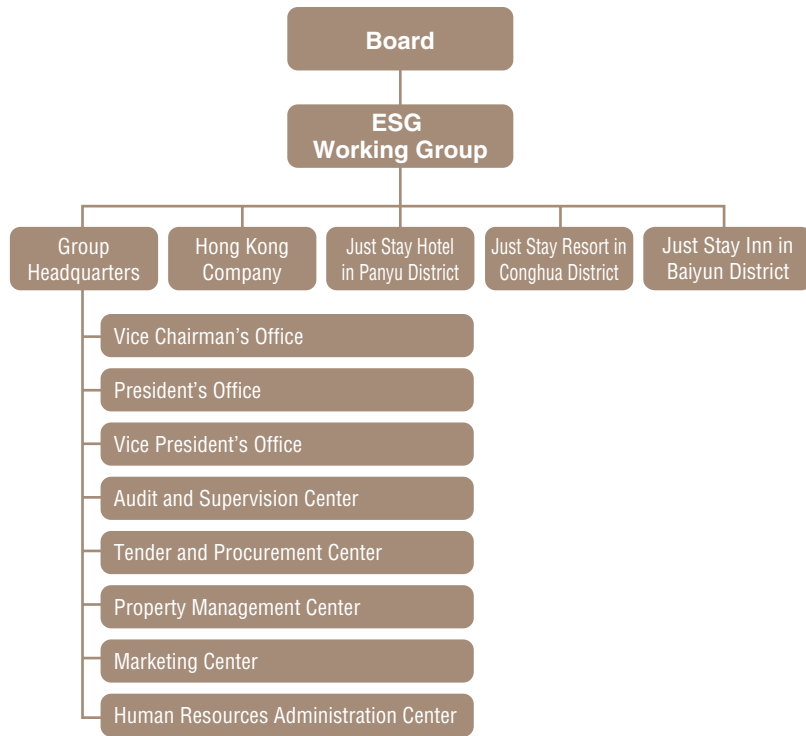 Board
ESG
Working Group
Group
Headquarters
Hong Kong
Company
Just Stay Hotel
in Panyu District
Just Stay Resort in
Conghua District
Just Stay Inn in
Baiyun District
Vice Chairman's Office
President's Office
Vice President's Office
Audit and Supervision Center
Tender and Procurement Center
Property Management Center
Marketing Center
Human Resources Administration Center